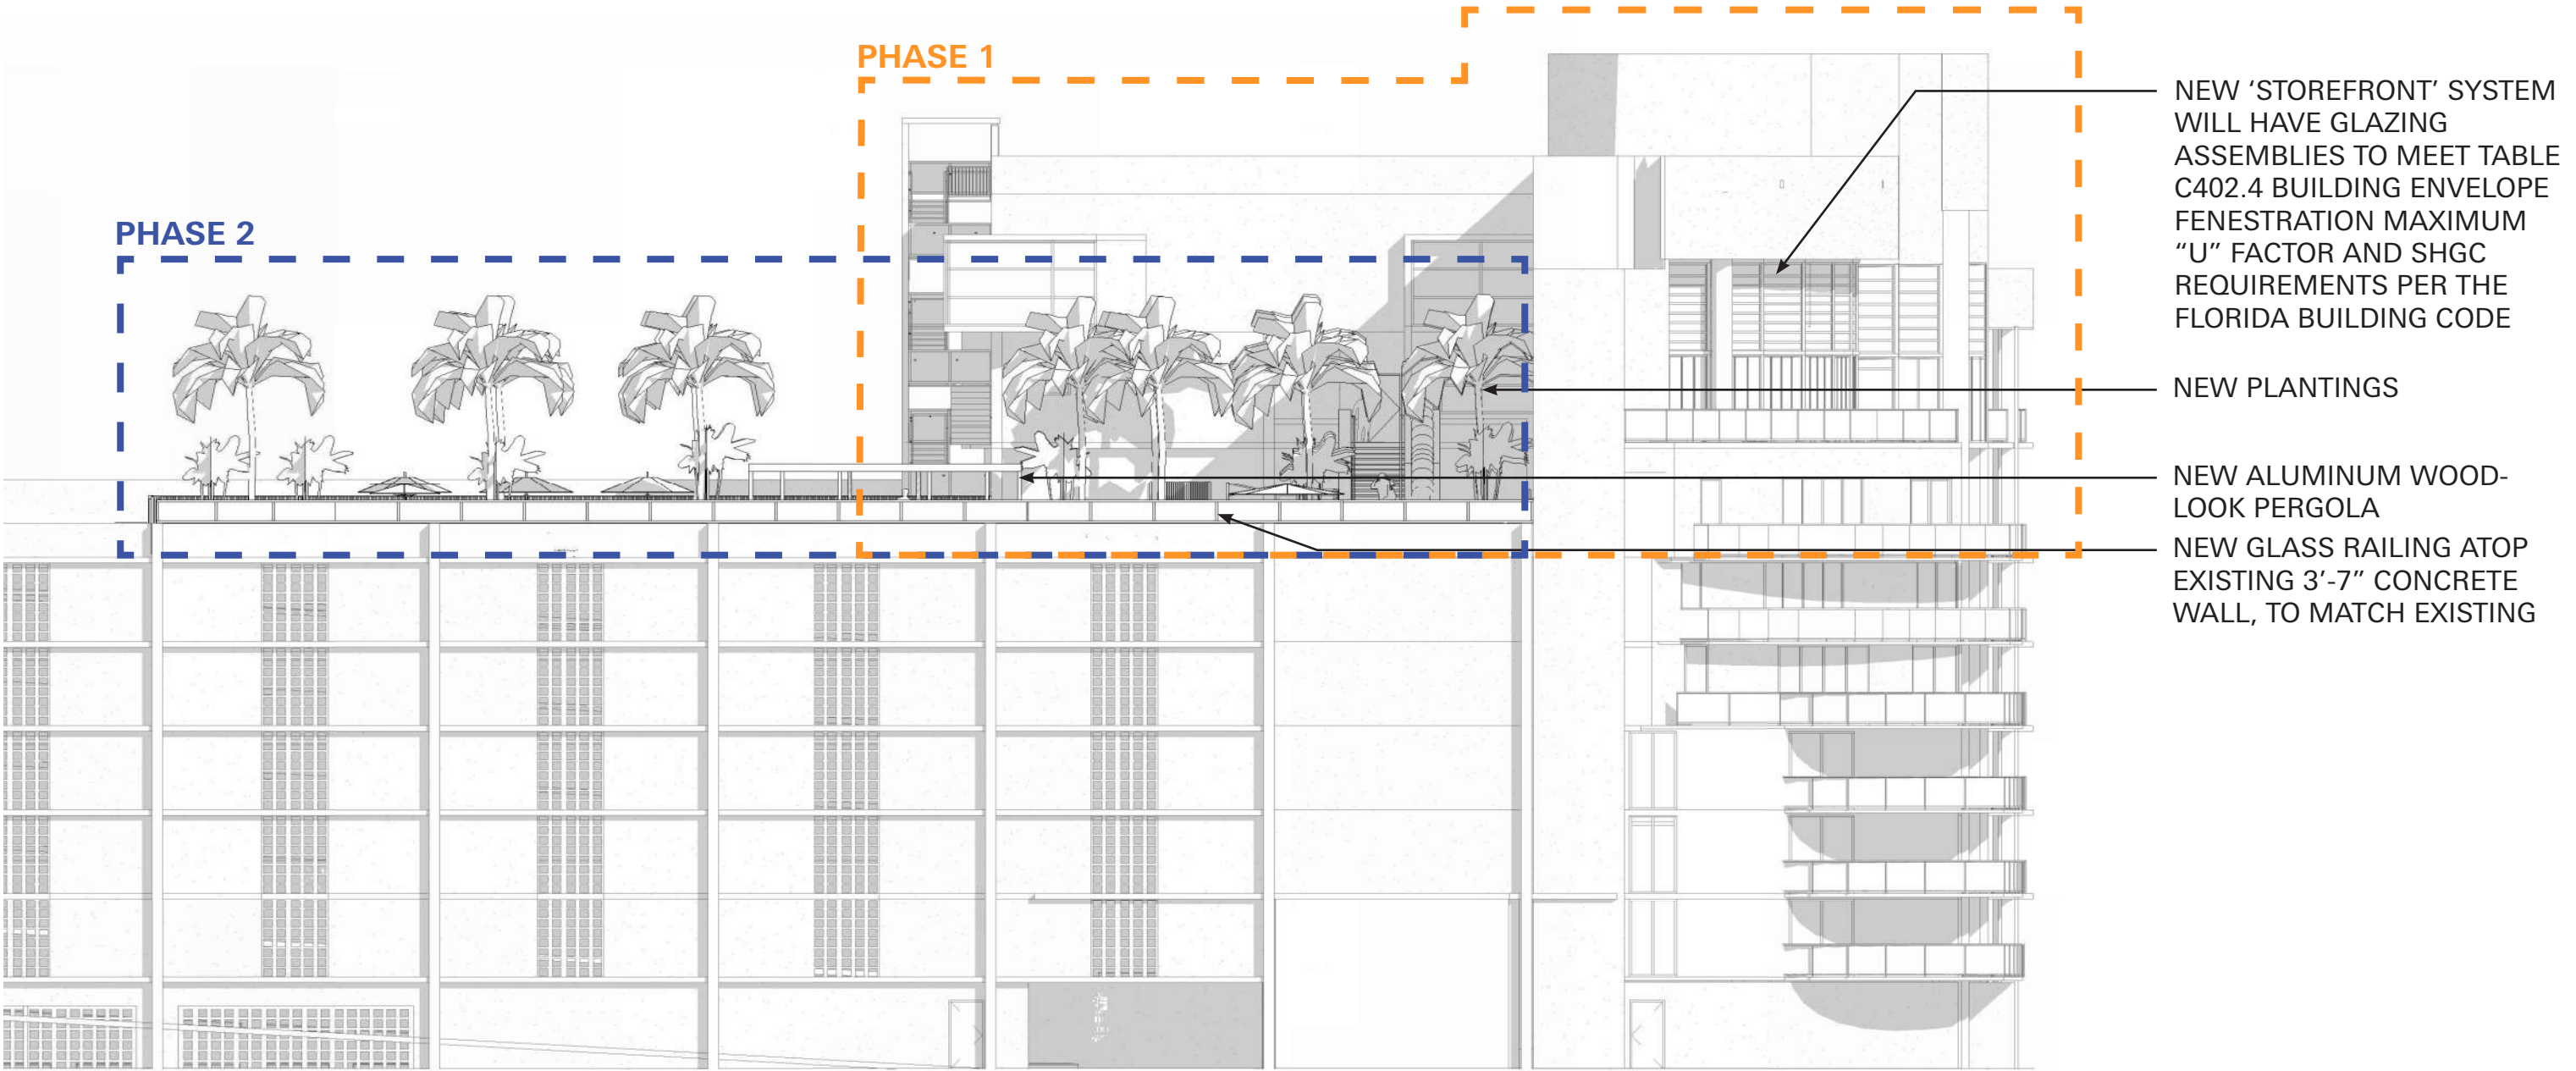 PHASE 1
PHASE 2
NEW ‘STOREFRONT’ SYSTEM
WILL HAVE GLAZING
ASSEMBLIES TO MEET TABLE
C402.4 BUILDING ENVELOPE
FENESTRATION MAXIMUM
“U” FACTOR AND SHGC
REQUIREMENTS PER THE
FLORIDA BUILDING CODE
NEW PLANTINGS
NEW ALUMINUM WOOD-
LOOK PERGOLA
NEW GLASS RAILING ATOP
EXISTING 3’-7” CONCRETE
WALL, TO MATCH EXISTING